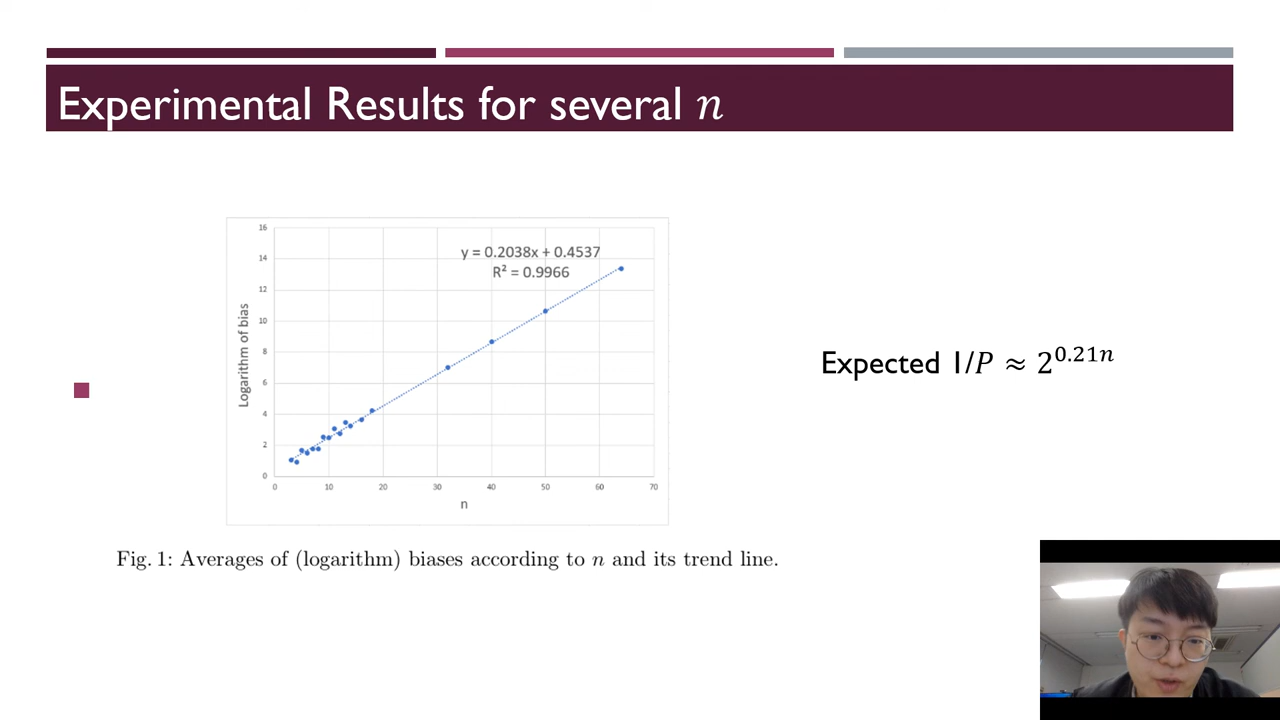 Experimental Results for several n
16
14
12
10
8
6
4
2
0
Logarithm of bias
y = 0.2038x + 0.4537
R² = 0.9966
0 10 20 30 40 50 60 70
n
Expected 1/P ≈ 2^{0.21n}
Fig. 1: Averages of (logarithm) biases according to n and its trend line.